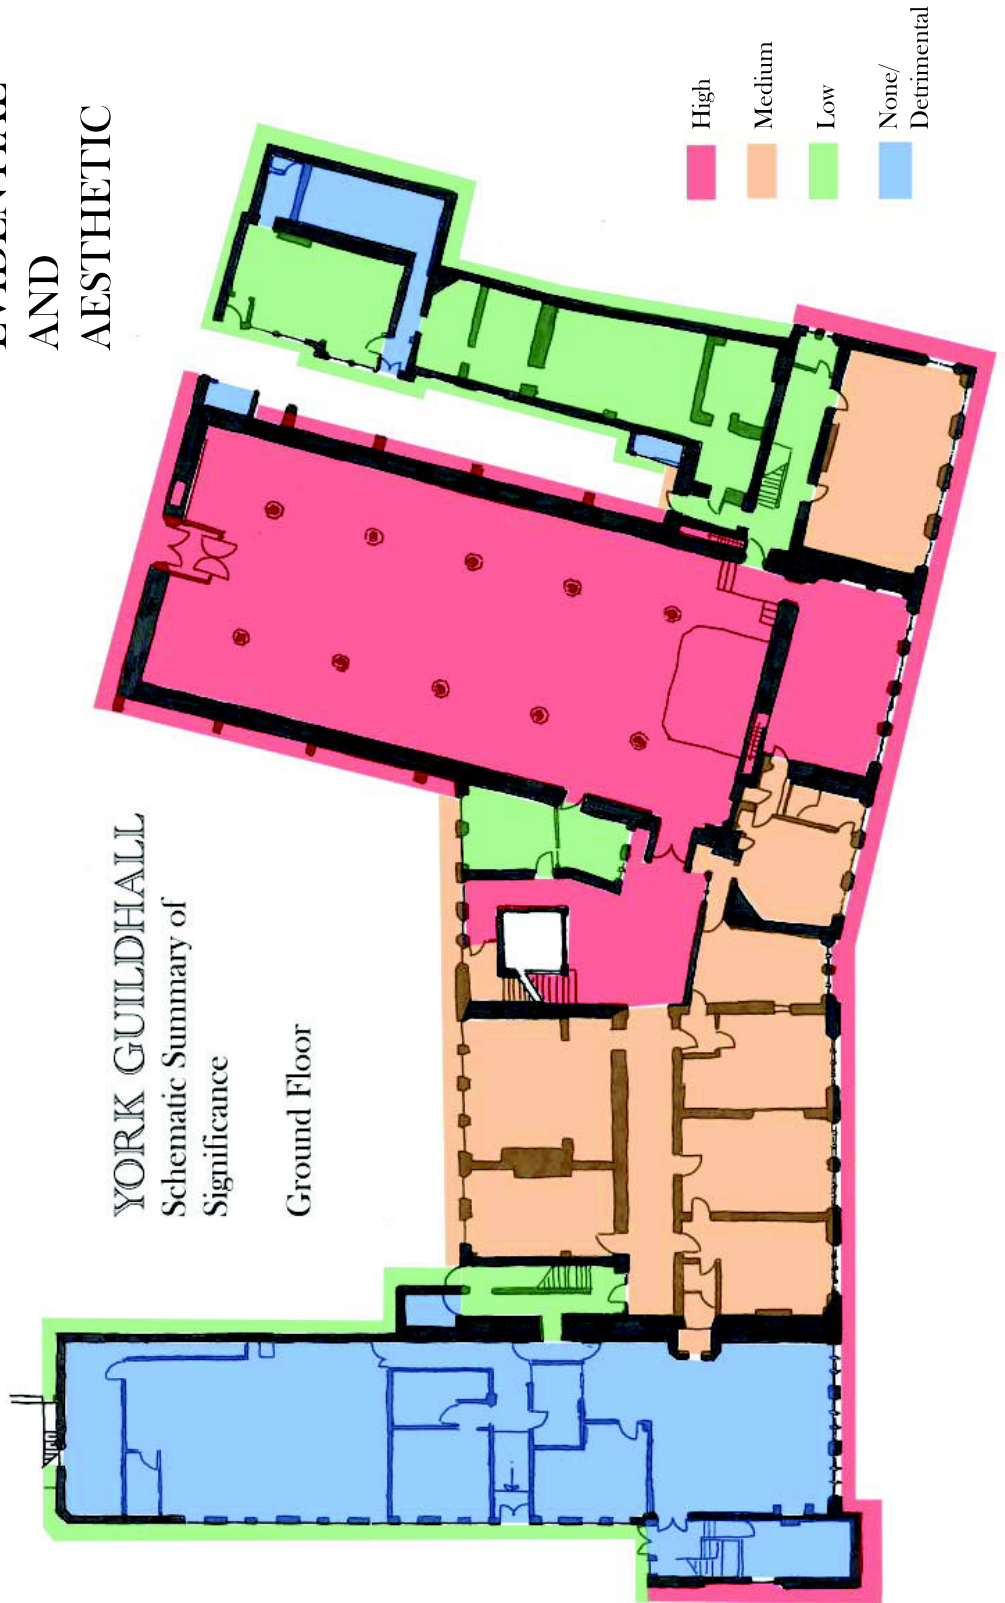 AND
AESTHETIC
YORK GUILDHALL
Schematic Summary of
Significance
Ground Floor
High
Medium
Low
None/
Detrimental